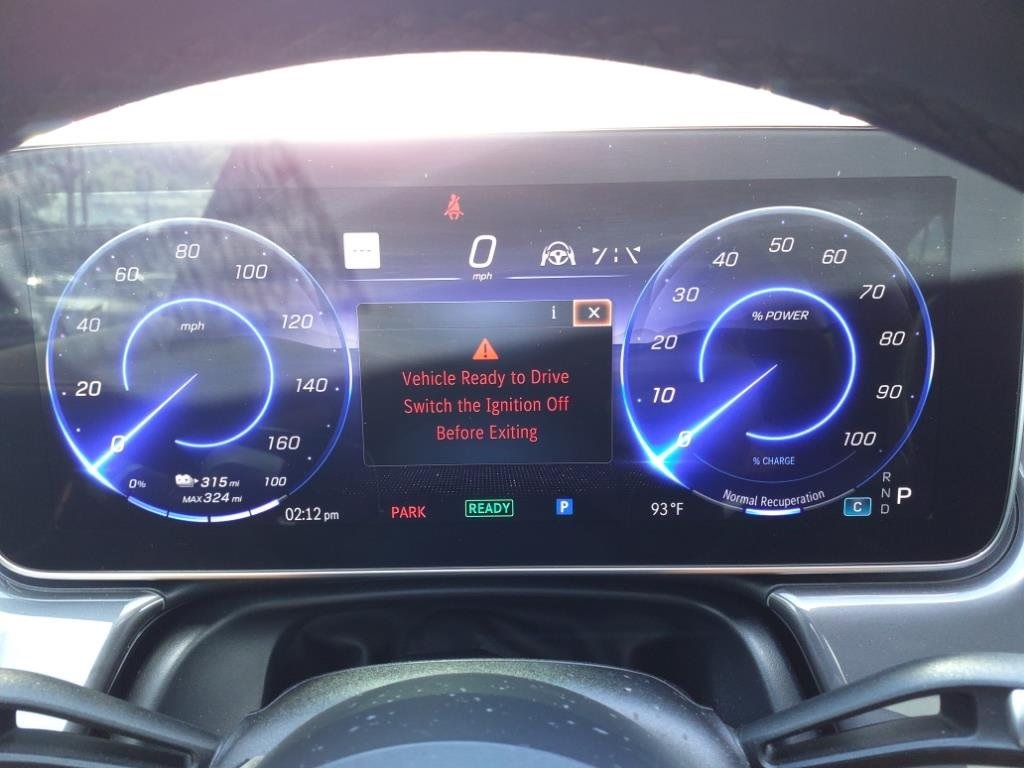 0
mph
80
60
100
40
120
mph
20
140
0
160
0%
315 mi
100
MAX 324 mi
02:12 pm
i
Vehicle Ready to Drive
Switch the Ignition Off
Before Exiting
PARK
READY
P
93°F
50
40
60
30
70
% POWER
20
80
10
90
0
100
% CHARGE
Normal Recuperation
C
R
N
D
P